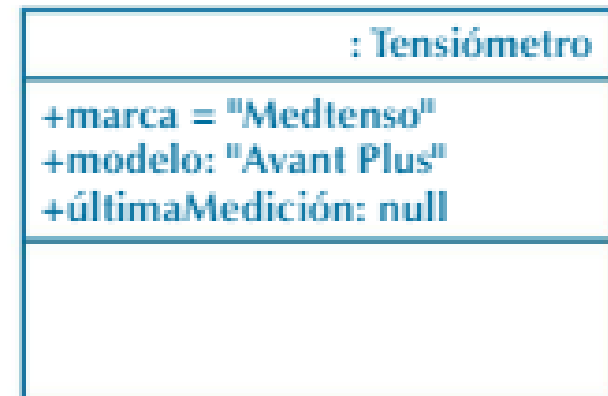 : Tensiómetro
+marca = "Medtenso"
+modelo: "Avant Plus"
+últimaMedición: null